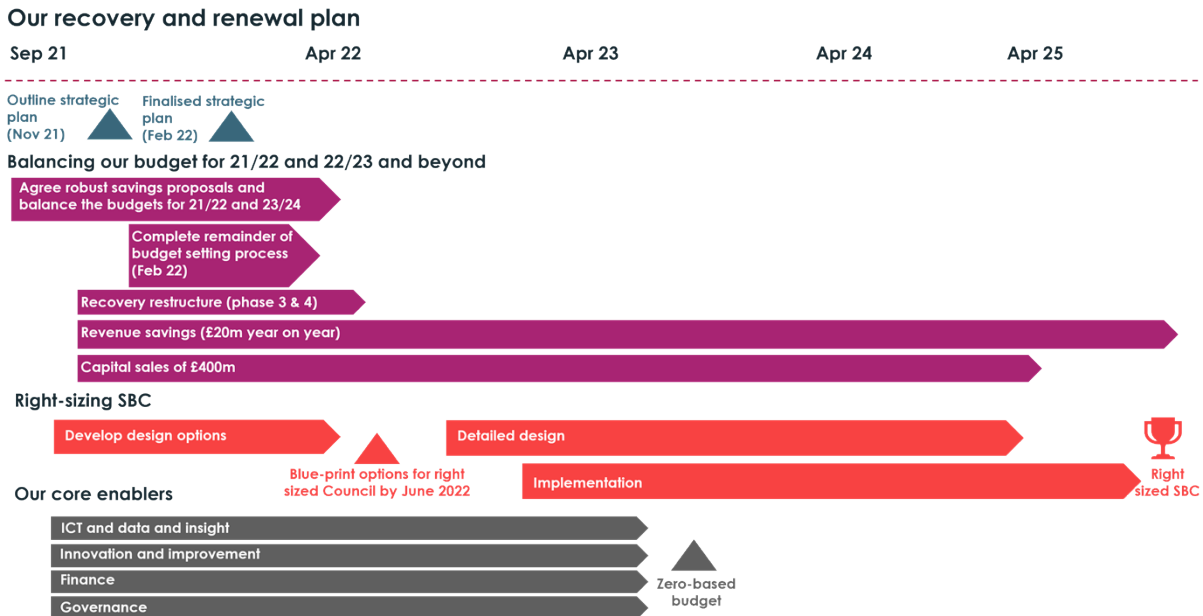 Our recovery and renewal plan
Sep 21 Apr 22 Apr 23 Apr 24 Apr 25
Outline strategic
plan
(Nov 21)
Finalised strategic
plan
(Feb 22)
Balancing our budget for 21/22 and 22/23 and beyond
Agree robust savings proposals and
balance the budgets for 21/22 and 23/24
Complete remainder of
budget setting process
(Feb 22)
Recovery restructure (phase 3 & 4)
Revenue savings (£20m year on year)
Capital sales of £400m
Right-sizing SBC
Develop design options
Blue-print options for right
sized Council by June 2022
Detailed design
Implementation
Right
sized SBC
Our core enablers
ICT and data and insight
Innovation and improvement
Finance
Governance
Zero-based
budget